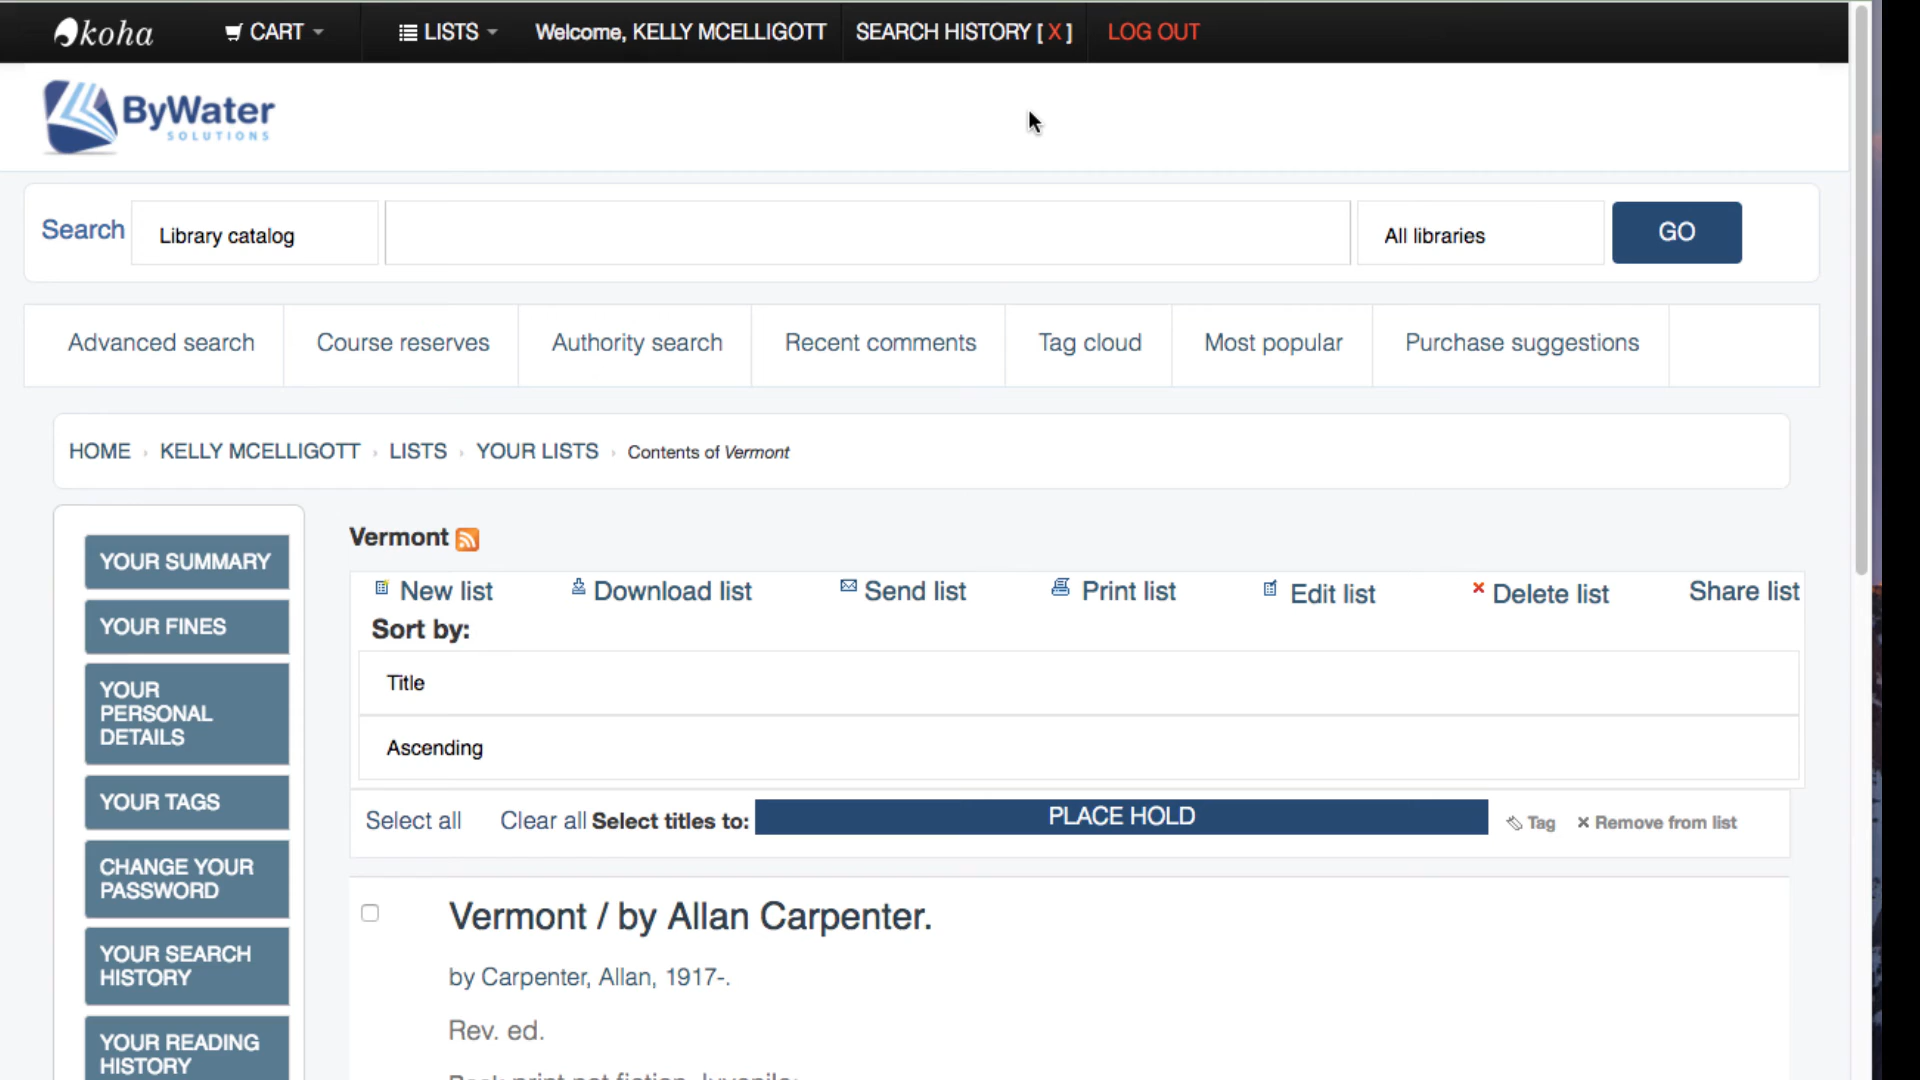 koha CART LISTS Welcome, KELLY MCELLIGOTT SEARCH HISTORY [ X ] LOG OUT
ByWater
SOLUTIONS
Search Library catalog All libraries GO
Advanced search Course reserves Authority search Recent comments Tag cloud Most popular Purchase suggestions
HOME › KELLY MCELLIGOTT › LISTS › YOUR LISTS › Contents of Vermont
YOUR SUMMARY
YOUR FINES
YOUR
PERSONAL
DETAILS
YOUR TAGS
CHANGE YOUR
PASSWORD
YOUR SEARCH
HISTORY
YOUR READING
HISTORY
Vermont
New list Download list Send list Print list Edit list × Delete list Share list
Sort by:
Title
Ascending
Select all Clear all Select titles to: PLACE HOLD Tag × Remove from list
Vermont / by Allan Carpenter.
by Carpenter, Allan, 1917-.
Rev. ed.